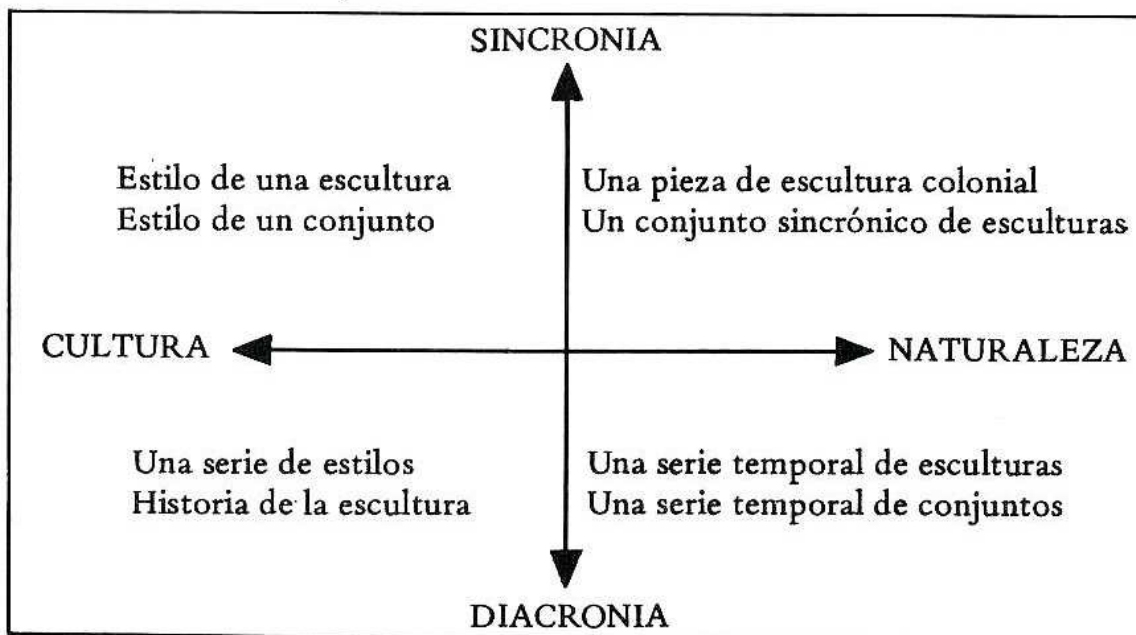 SINCRONIA
Estilo de una escultura
Estilo de un conjunto
Una pieza de escultura colonial
Un conjunto sincrónico de esculturas
CULTURA
NATURALEZA
Una serie de estilos
Historia de la escultura
Una serie temporal de esculturas
Una serie temporal de conjuntos
DIACRONIA